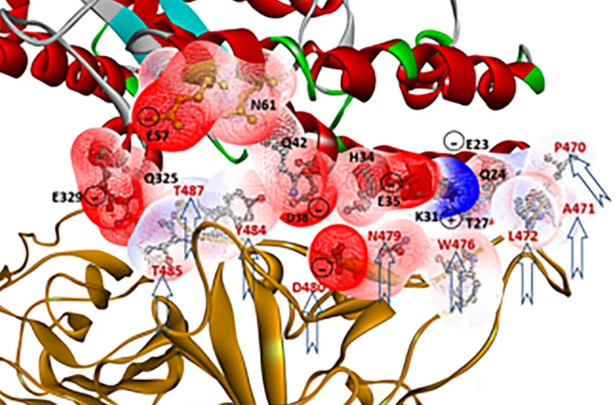 N61
E57
Q42
E23
P470
H34
Q325
Q24
T487
E329
E35
A471
K31
T27
D38
Y484
N479
W476
L472
T485
D480